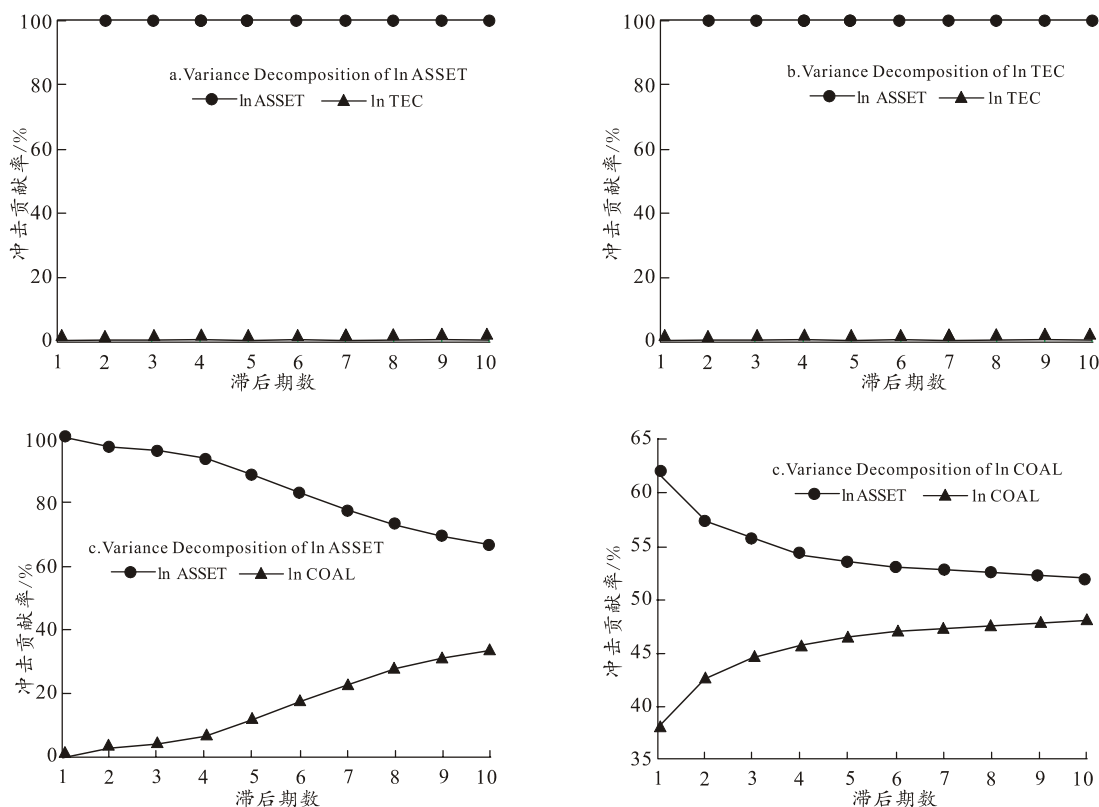 100
80
60
40
20
0
冲击贡献率/%
a.Variance Decomposition of ln ASSET
ln ASSET ln TEC
1 2 3 4 5 6 7 8 9 10
滞后期数
100
80
60
40
20
0
冲击贡献率/%
b.Variance Decomposition of ln TEC
ln ASSET ln TEC
1 2 3 4 5 6 7 8 9 10
滞后期数
100
80
60
40
20
0
冲击贡献率/%
c.Variance Decomposition of ln ASSET
ln ASSET ln COAL
1 2 3 4 5 6 7 8 9 10
滞后期数
65
60
55
50
45
40
35
冲击贡献率/%
c.Variance Decomposition of ln COAL
ln ASSET ln COAL
1 2 3 4 5 6 7 8 9 10
滞后期数